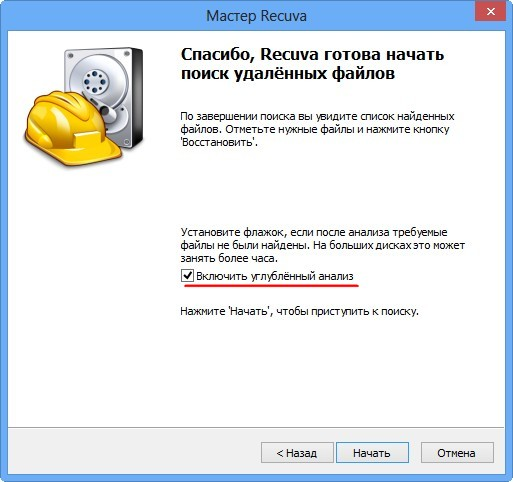 Мастер Recuva
Спасибо, Recuva готова начать
поиск удалённых файлов
По завершении поиска вы увидите список найденных
файлов. Отметьте нужные файлы и нажмите кнопку
'Восстановить'.
Установите флажок, если после анализа требуемые
файлы не были найдены. На больших дисках это может
занять более часа.
Включить углублённый анализ
Нажмите 'Начать', чтобы приступить к поиску.
< Назад
Начать
Отмена